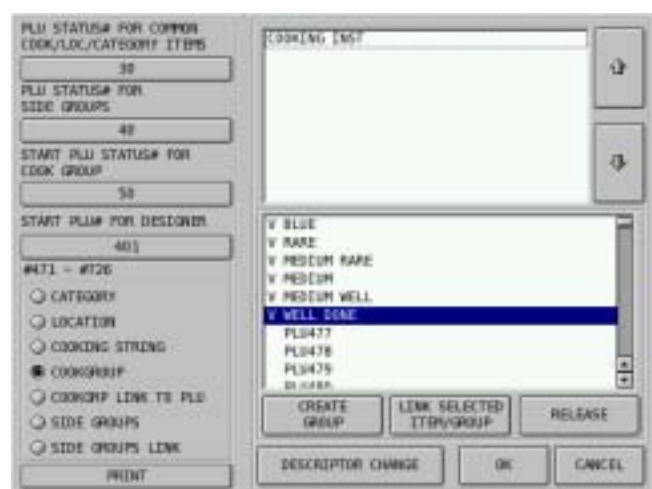 PLU STATUS# FOR COMMON
COOK/LOC/CATEGORY ITEMS
30
PLU STATUS# FOR
SIDE GROUPS
40
START PLU STATUS# FOR
COOK GROUP
50
START PLU# FOR DESIGNER
401
#471 - #726
CATEGORY
LOCATION
COOKING STRING
COOKGROUP
COOKGRP LINK TO PLU
SIDE GROUPS
SIDE GROUPS LINK
PRINT
COOKING INST
V BLUE
V RARE
V MEDIUM RARE
V MEDIUM
V MEDIUM WELL
V WELL DONE
PLU477
PLU478
PLU479
PLU480
CREATE
GROUP
LINK SELECTED
ITEM/GROUP
RELEASE
DESCRIPTOR CHANGE
OK
CANCEL